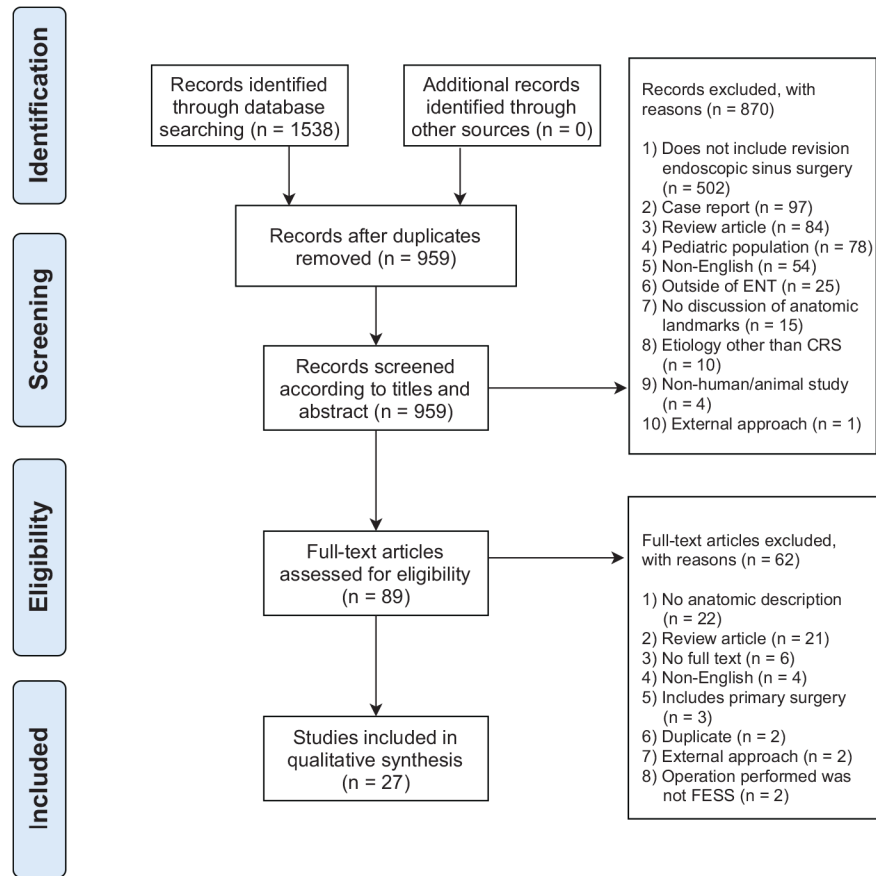 Identification
Records identified
through database
searching (n = 1538)
Additional records
identified through
other sources (n = 0)
Records after duplicates
removed (n = 959)
Screening
Records screened
according to titles and
abstract (n = 959)
Records excluded, with
reasons (n = 870)
1) Does not include revision
endoscopic sinus surgery
(n = 502)
2) Case report (n = 97)
3) Review article (n = 84)
4) Pediatric population (n = 78)
5) Non-English (n = 54)
6) Outside of ENT (n = 25)
7) No discussion of anatomic
landmarks (n = 15)
8) Etiology other than CRS
(n = 10)
9) Non-human/animal study
(n = 4)
10) External approach (n = 1)
Eligibility
Full-text articles
assessed for eligibility
(n = 89)
Full-text articles excluded,
with reasons (n = 62)
1) No anatomic description
(n = 22)
2) Review article (n = 21)
3) No full text (n = 6)
4) Non-English (n = 4)
5) Includes primary surgery
(n = 3)
6) Duplicate (n = 2)
7) External approach (n = 2)
8) Operation performed was
not FESS (n = 2)
Included
Studies included in
qualitative synthesis
(n = 27)